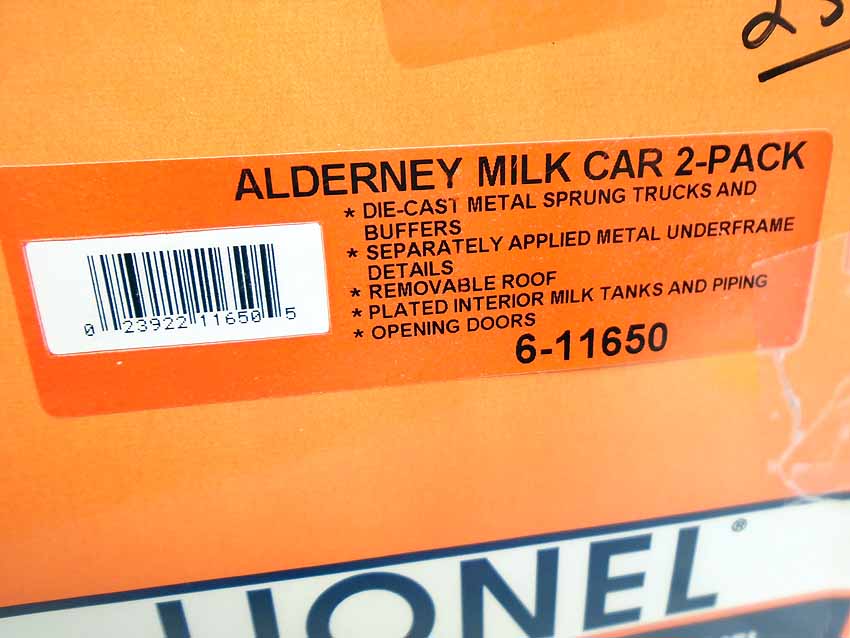 ALDERNEY MILK CAR 2-PACK
* DIE-CAST METAL SPRUNG TRUCKS AND
BUFFERS
* SEPARATELY APPLIED METAL UNDERFRAME
DETAILS
* REMOVABLE ROOF
* PLATED INTERIOR MILK TANKS AND PIPING
* OPENING DOORS
6-11650
0 23922 11650 5
LIONEL®